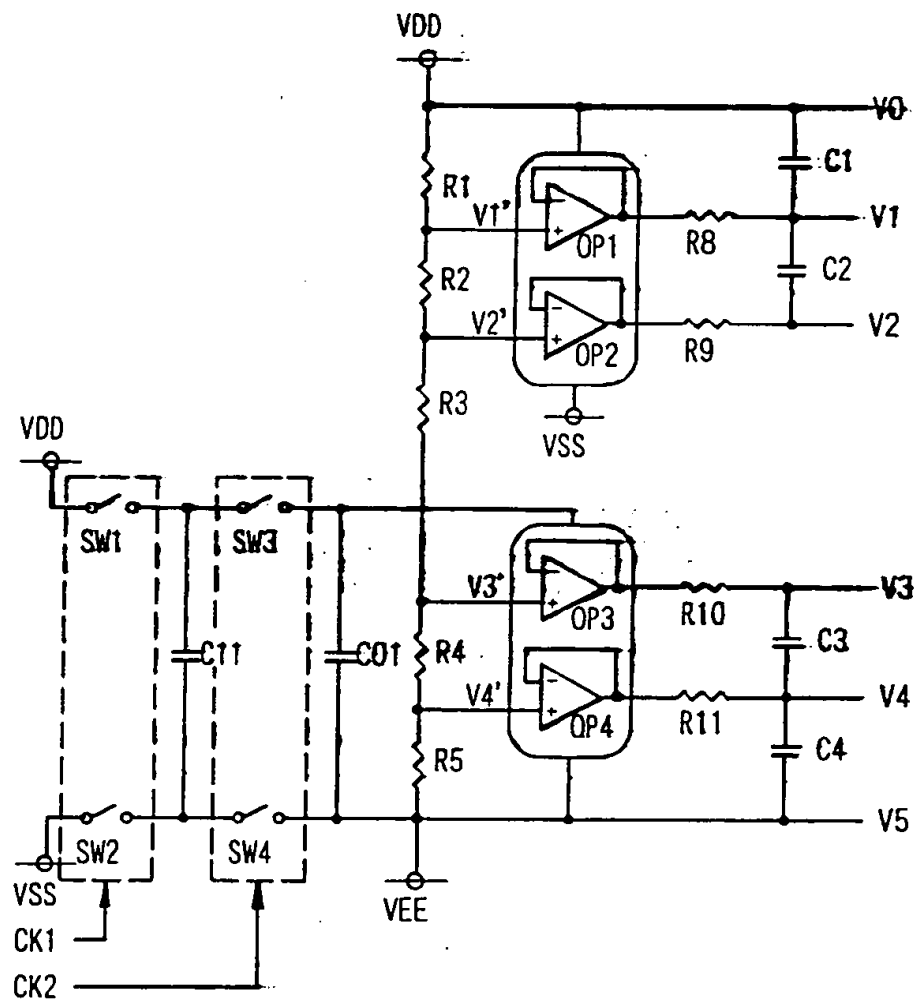 VDD
V0
R1
C1
V1'
OP1
R8
V1
R2
C2
V2'
OP2
R9
V2
R3
VSS
VDD
SW1
SW3
V3'
OP3
R10
V3
C11
C01
R4
C3
V4'
OP4
R11
V4
R5
C4
SW2
SW4
V5
VSS
VEE
CK1
CK2